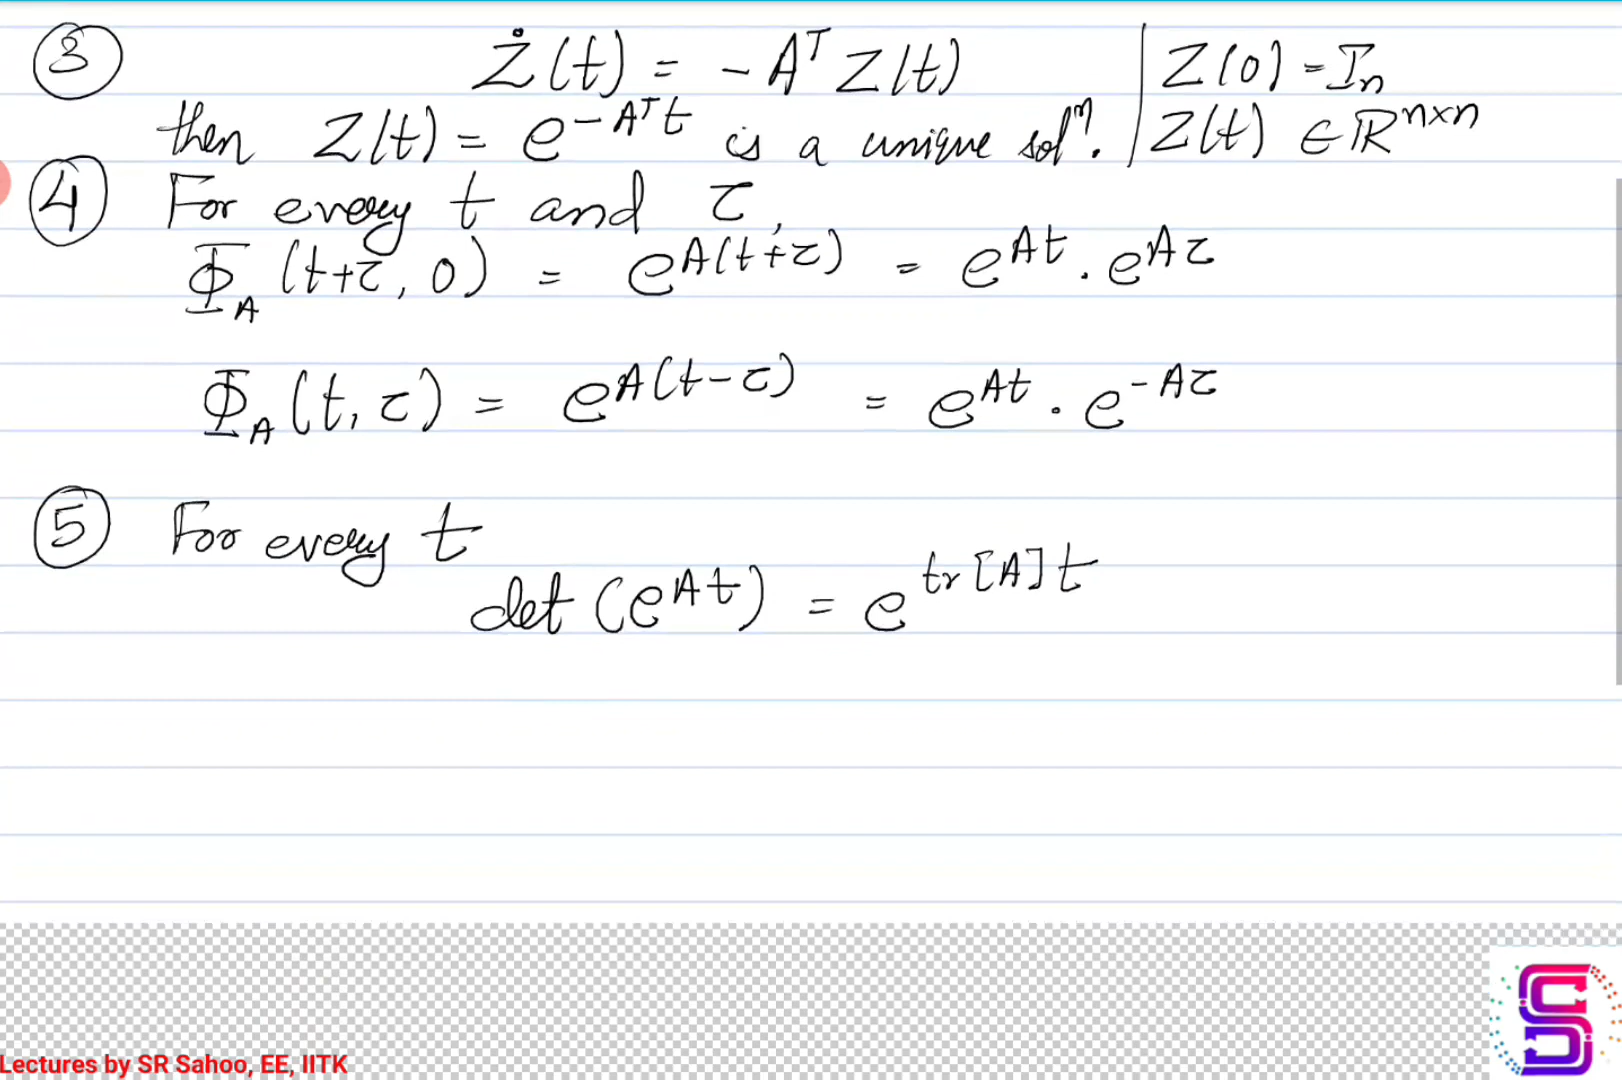 ③ Ż(t) = -Aᵀ Z(t) | Z(0) = Iₙ
then Z(t) = e^{-Aᵀt} is a unique solⁿ. | Z(t) ∈ ℝ^{n×n}
④ For every t and τ,
Φ_A (t+τ, 0) = e^{A(t+τ)} = e^{At} . e^{Aτ}
Φ_A (t, τ) = e^{A(t-τ)} = e^{At} . e^{-Aτ}
⑤ For every t
det (e^{At}) = e^{tr[A]t}
Lectures by SR Sahoo, EE, IITK